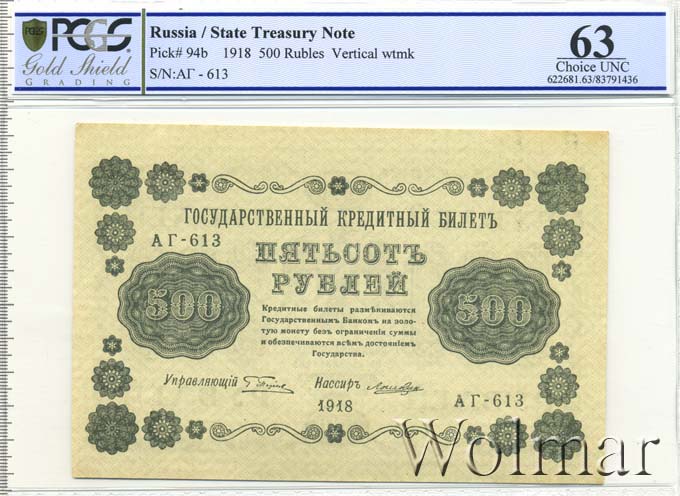 PCGS
Gold Shield
GRADING
Russia / State Treasury Note
Pick# 94b 1918 500 Rubles Vertical wtmk
S/N:АГ - 613
63
Choice UNC
622681.63/83791436
ГОСУДАРСТВЕННЫЙ КРЕДИТНЫЙ БИЛЕТЪ
АГ-613
ПЯТЬСОТЪ
РУБЛЕЙ
500
500
Кредитные билеты размѣниваются
Государственнымъ Банкомъ на золо-
тую монету безъ ограниченія суммы
и обезпечиваются всѣмъ достояніемъ
Государства.
Управляющій
Кассиръ
1918
АГ-613
Wolmar